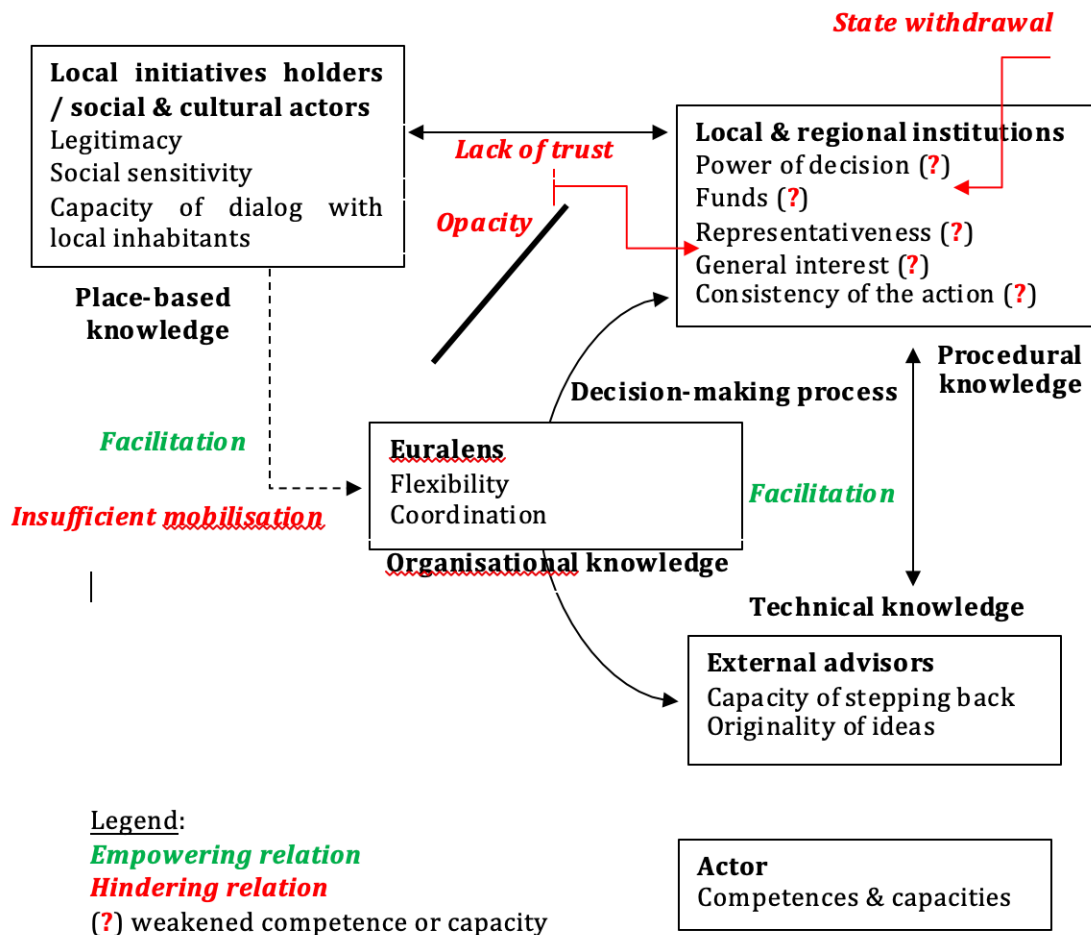 State withdrawal
Local initiatives holders
/ social & cultural actors
Legitimacy
Social sensitivity
Capacity of dialog with
local inhabitants
Local & regional institutions
Power of decision (?)
Funds (?)
Representativeness (?)
General interest (?)
Consistency of the action (?)
Lack of trust
Opacity
Place-based
knowledge
Procedural
knowledge
Decision-making process
Facilitation
Insufficient mobilisation
Euralens
Flexibility
Coordination
Organisational knowledge
Facilitation
Technical knowledge
External advisors
Capacity of stepping back
Originality of ideas
Legend:
Empowering relation
Hindering relation
(?) weakened competence or capacity
Actor
Competences & capacities